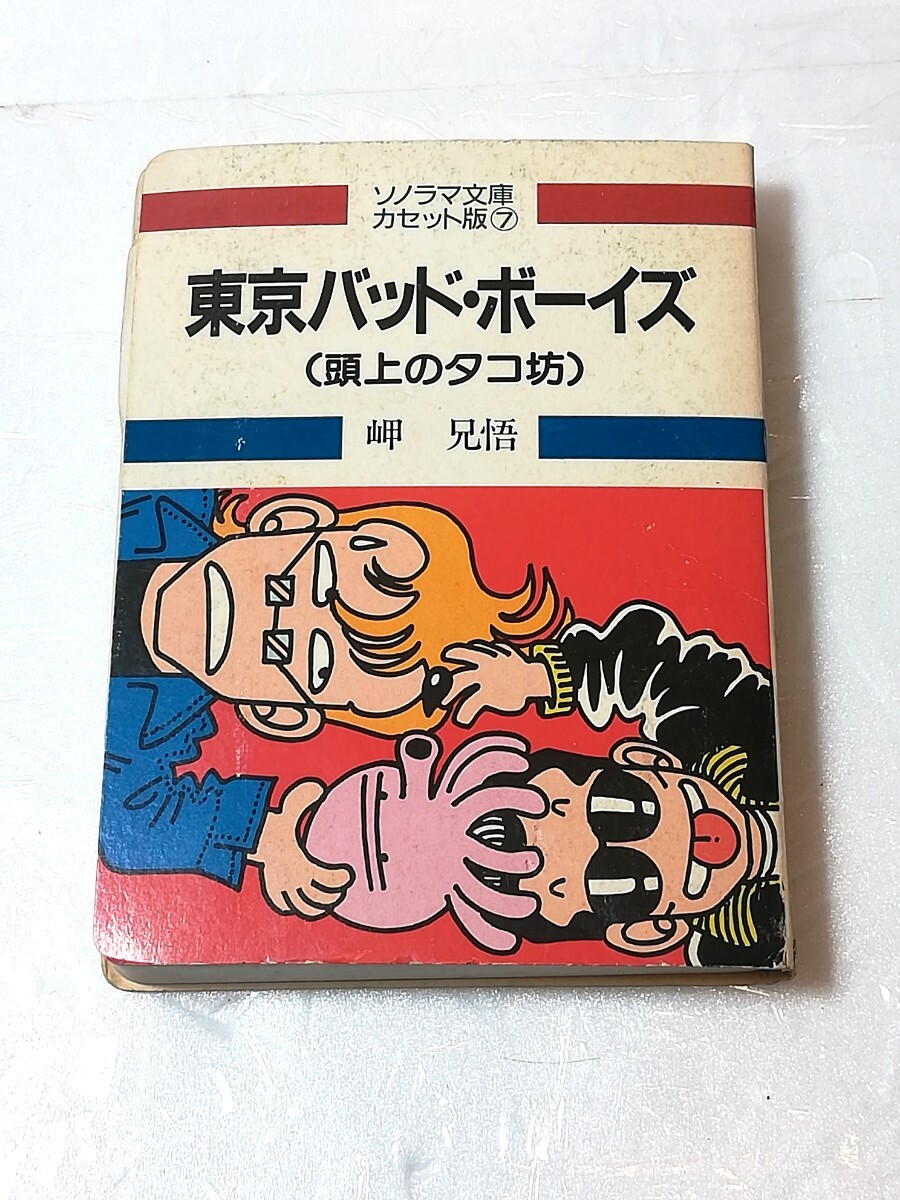 ソノラマ文庫
カセット版⑦
東京バッド・ボーイズ
(頭上のタコ坊)
岬 兄悟